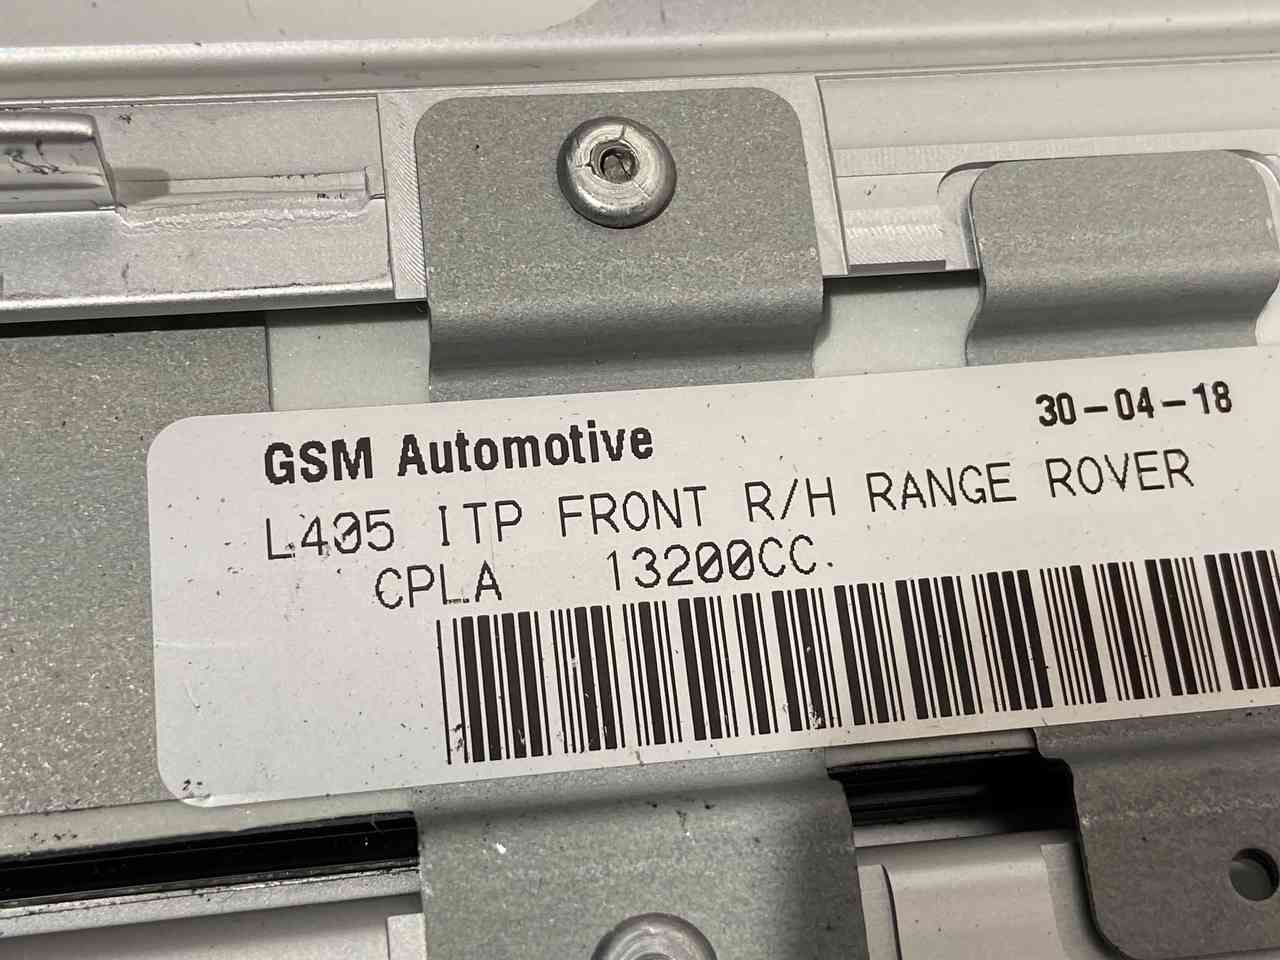 GSM Automotive 30-04-18
L405 ITP FRONT R/H RANGE ROVER
CPLA 13200CC.